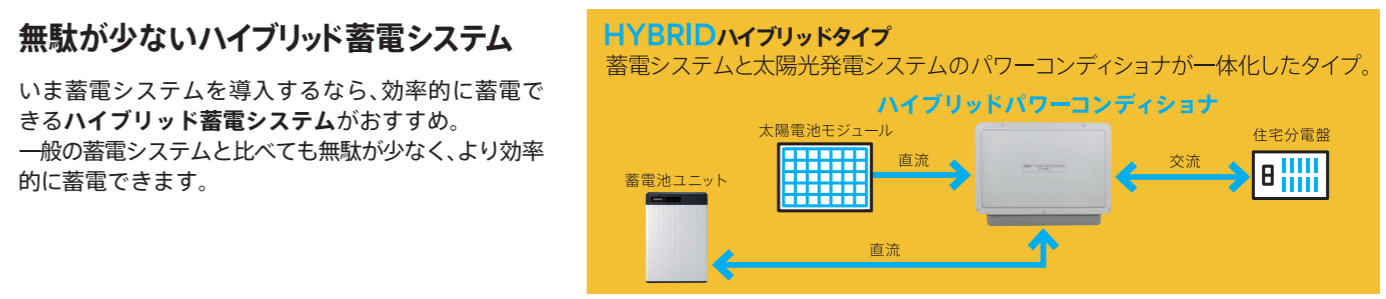 無駄が少ないハイブリッド蓄電システム
いま蓄電システムを導入するなら、効率的に蓄電で
きるハイブリッド蓄電システムがおすすめ。
一般の蓄電システムと比べても無駄が少なく、より効率
的に蓄電できます。
HYBRIDハイブリッドタイプ
蓄電システムと太陽光発電システムのパワーコンディショナが一体化したタイプ。
ハイブリッドパワーコンディショナ
太陽電池モジュール
住宅分電盤
直流
交流
蓄電池ユニット
直流